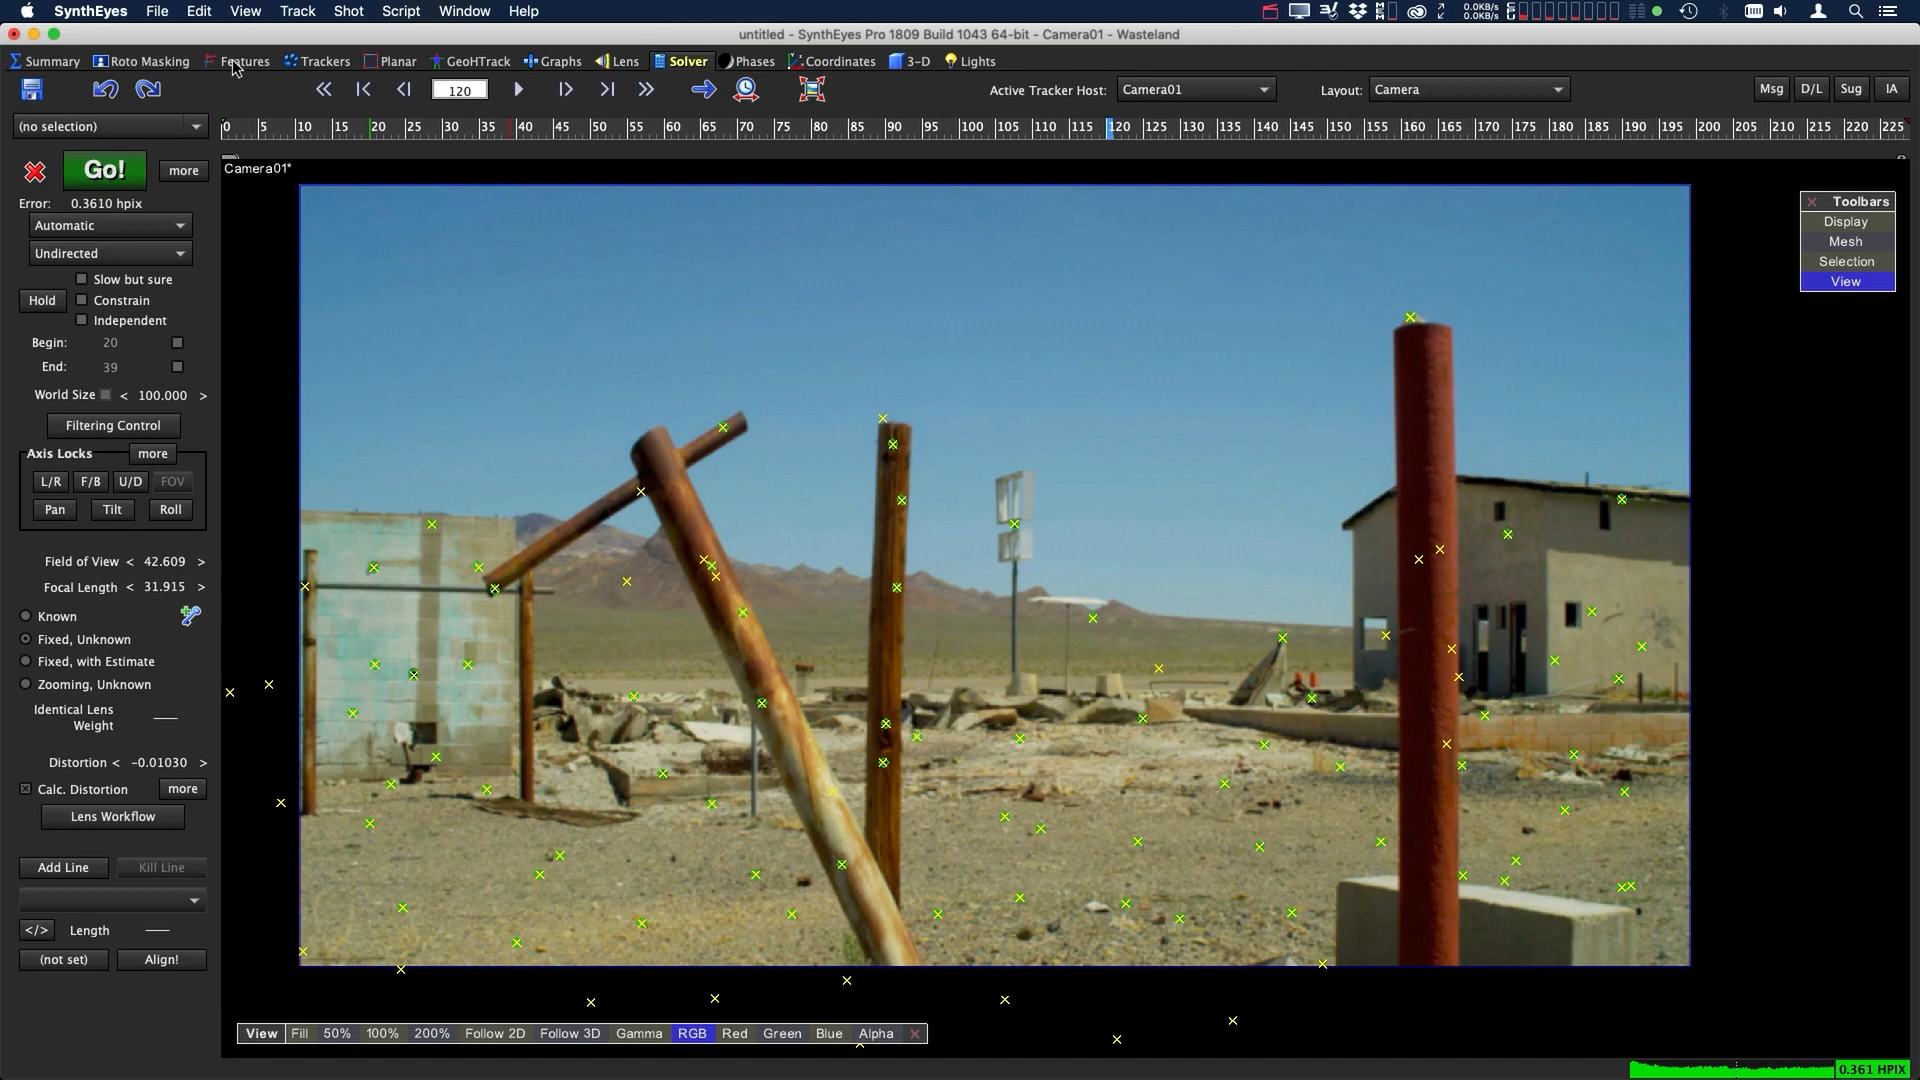 SynthEyes File Edit View Track Shot Script Window Help 0.0KB/s 0.0KB/s
untitled - SynthEyes Pro 1809 Build 1043 64-bit - Camera01 - Wasteland
Summary Roto Masking Features Trackers Planar GeoHTrack Graphs Lens Solver Phases Coordinates 3-D Lights
120 Active Tracker Host: Camera01 Layout: Camera Msg D/L Sug IA
(no selection) 0 5 10 15 20 25 30 35 40 45 50 55 60 65 70 75 80 85 90 95 100 105 110 115 120 125 130 135 140 145 150 155 160 165 170 175 180 185 190 195 200 205 210 215 220 225
Camera01*
Go! more
Error: 0.3610 hpix
Automatic
Undirected
Slow but sure
Hold Constrain
Independent
Begin: 20
End: 39
World Size < 100.000 >
Filtering Control
Axis Locks more
L/R F/B U/D FOV
Pan Tilt Roll
Field of View < 42.609 >
Focal Length < 31.915 >
Known
Fixed, Unknown
Fixed, with Estimate
Zooming, Unknown
Identical Lens
Weight
Distortion < -0.01030 >
Calc. Distortion more
Lens Workflow
Add Line Kill Line
</> Length
(not set) Align!
Toolbars
Display
Mesh
Selection
View
View Fill 50% 100% 200% Follow 2D Follow 3D Gamma RGB Red Green Blue Alpha
0.361 HPIX